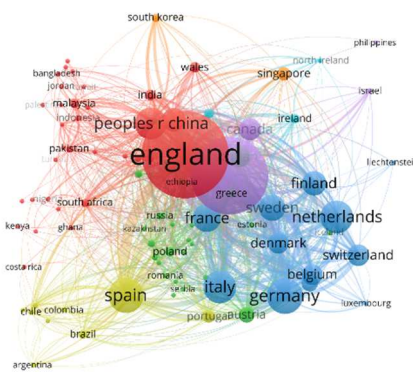 south korea
philippines
north ireland
wales
bangladesh
singapore
jordan
israel
india
malaysia
indonesia
ireland
peoples r china
canada
pakistan
england
liechtenstein
ethiopia
finland
greece
south africa
sweden
netherlands
russia
france
kenya
ghana
kazakhstan
estonia
denmark
poland
switzerland
costa rica
romania
belgium
serbia
italy
spain
germany
luxembourg
chile
colombia
portugal
austria
brazil
argentina